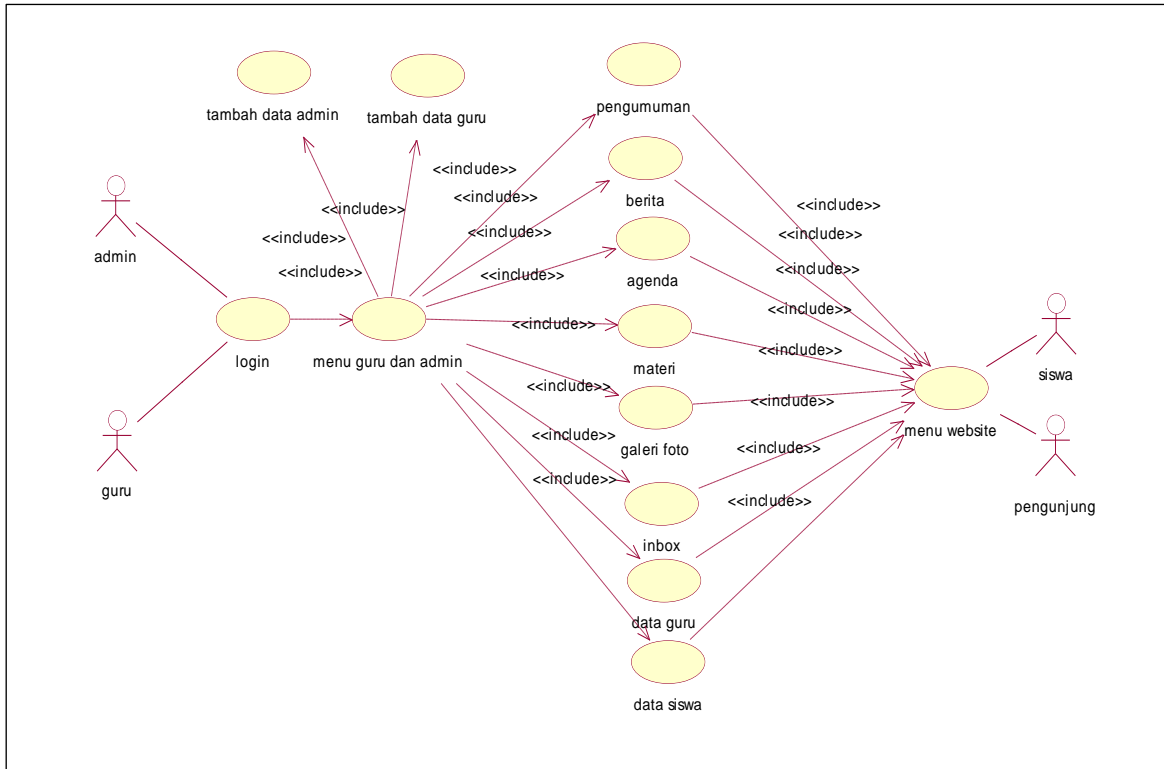 tambah data admin
tambah data guru
pengumuman
<<include>>
<<include>>
<<include>>
<<include>>
berita
<<include>>
<<include>>
<<include>>
<<include>>
admin
<<include>>
<<include>>
agenda
<<include>>
<<include>>
<<include>>
<<include>>
login
menu guru dan admin
materi
siswa
<<include>>
<<include>>
galeri foto
menu website
<<include>>
<<include>>
guru
<<include>>
<<include>>
pengunjung
inbox
data guru
data siswa